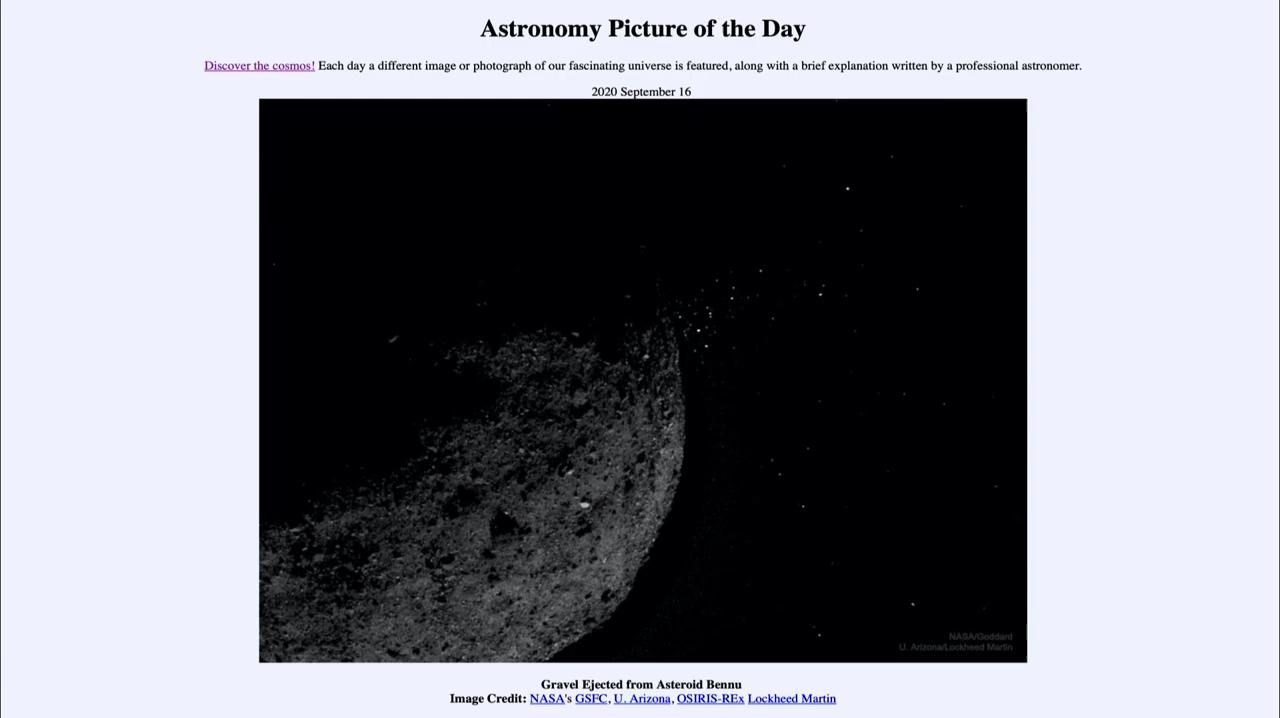 Astronomy Picture of the Day
Discover the cosmos! Each day a different image or photograph of our fascinating universe is featured, along with a brief explanation written by a professional astronomer.
2020 September 16
NASA/Goddard
U. Arizona/Lockheed Martin
Gravel Ejected from Asteroid Bennu
Image Credit: NASA's GSFC, U. Arizona, OSIRIS-REx Lockheed Martin